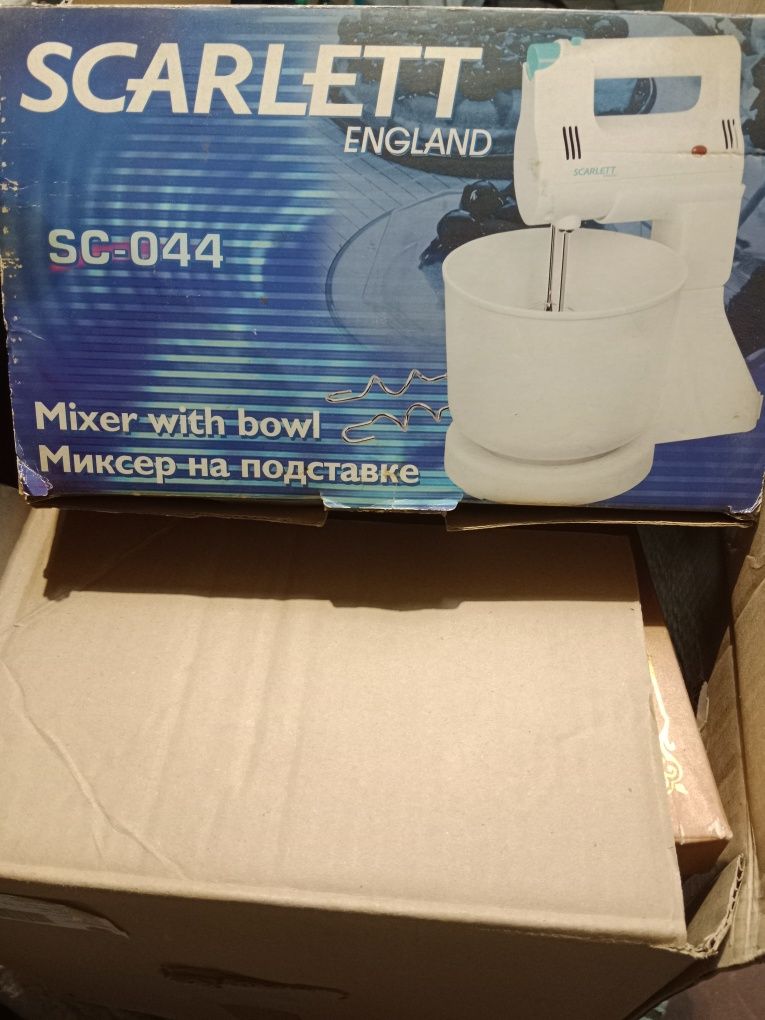 SCARLETT
ENGLAND
SCARLETT
SC-044
Mixer with bowl
Миксер на подставке